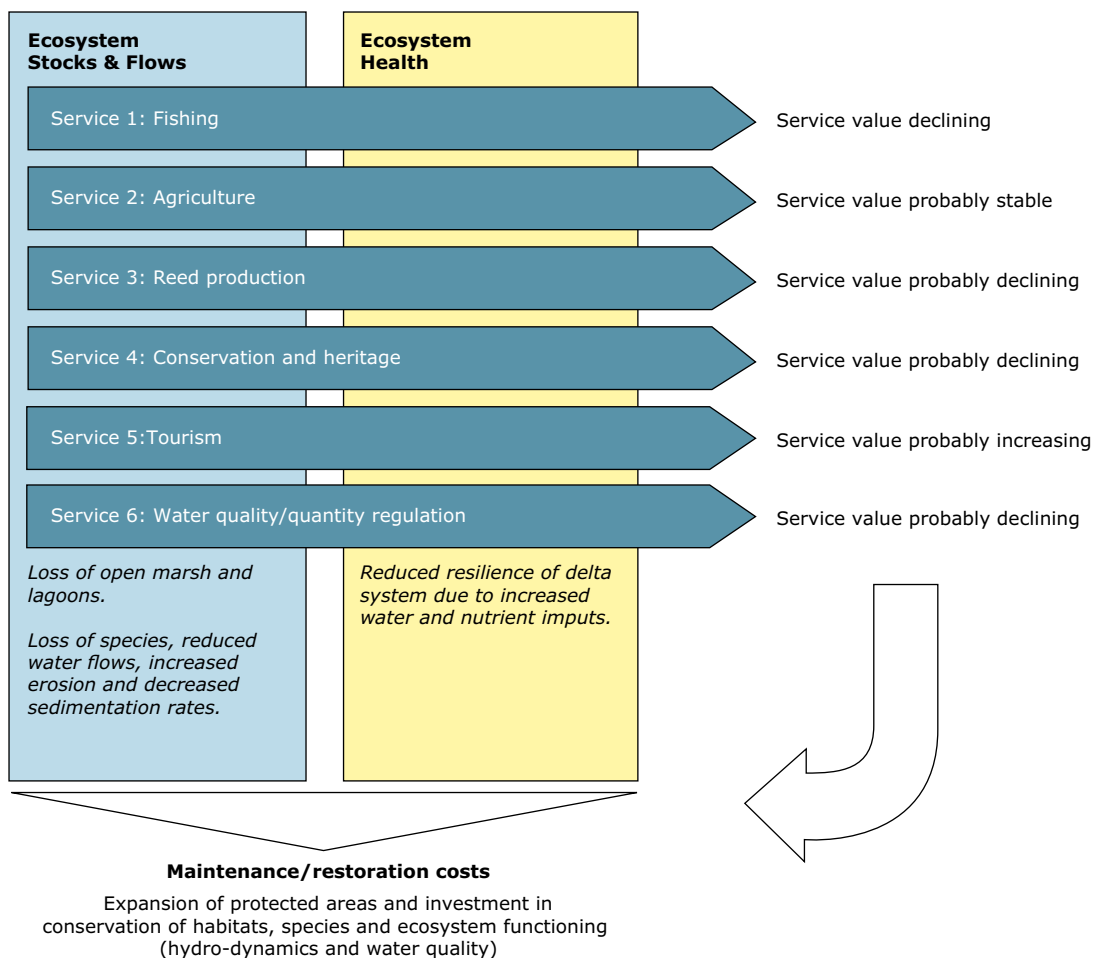 Ecosystem
Stocks & Flows
Ecosystem
Health
Service 1: Fishing
Service value declining
Service 2: Agriculture
Service value probably stable
Service 3: Reed production
Service value probably declining
Service 4: Conservation and heritage
Service value probably declining
Service 5:Tourism
Service value probably increasing
Service 6: Water quality/quantity regulation
Service value probably declining
Loss of open marsh and
lagoons.
Loss of species, reduced
water flows, increased
erosion and decreased
sedimentation rates.
Reduced resilience of delta
system due to increased
water and nutrient imputs.
Maintenance/restoration costs
Expansion of protected areas and investment in
conservation of habitats, species and ecosystem functioning
(hydro-dynamics and water quality)